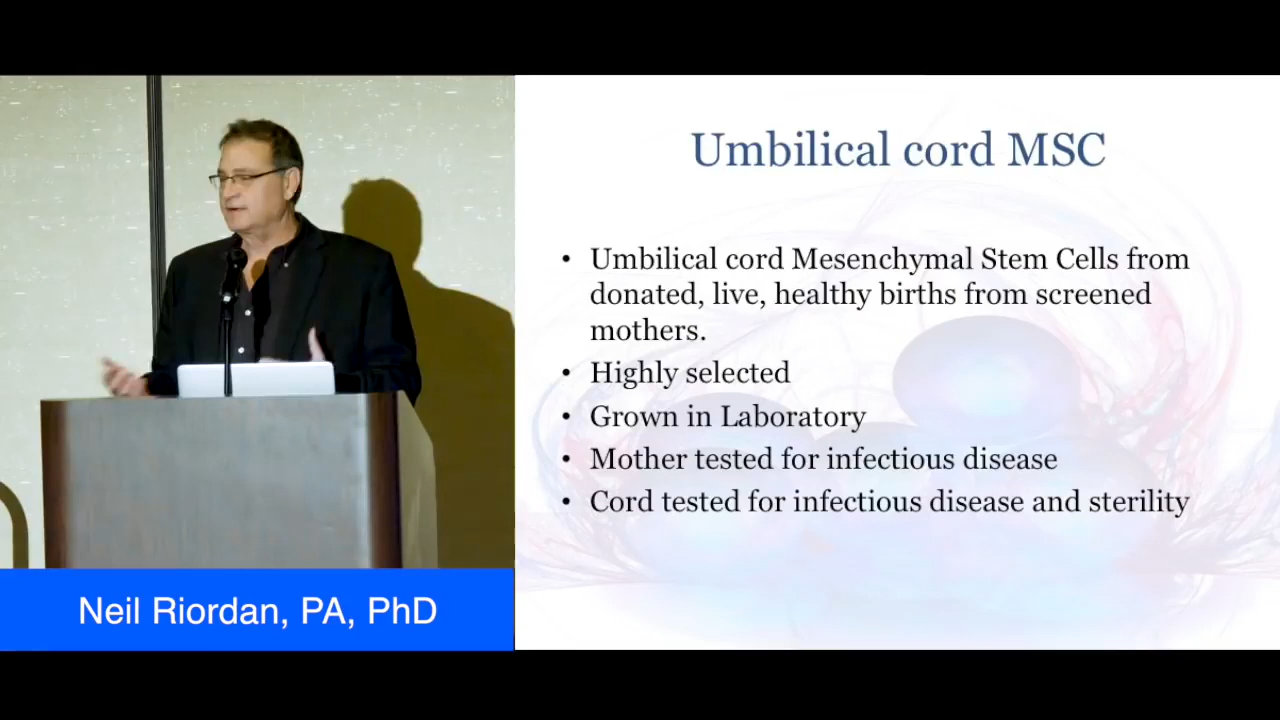 Umbilical cord MSC
• Umbilical cord Mesenchymal Stem Cells from
donated, live, healthy births from screened
mothers.
• Highly selected
• Grown in Laboratory
• Mother tested for infectious disease
• Cord tested for infectious disease and sterility
Neil Riordan, PA, PhD